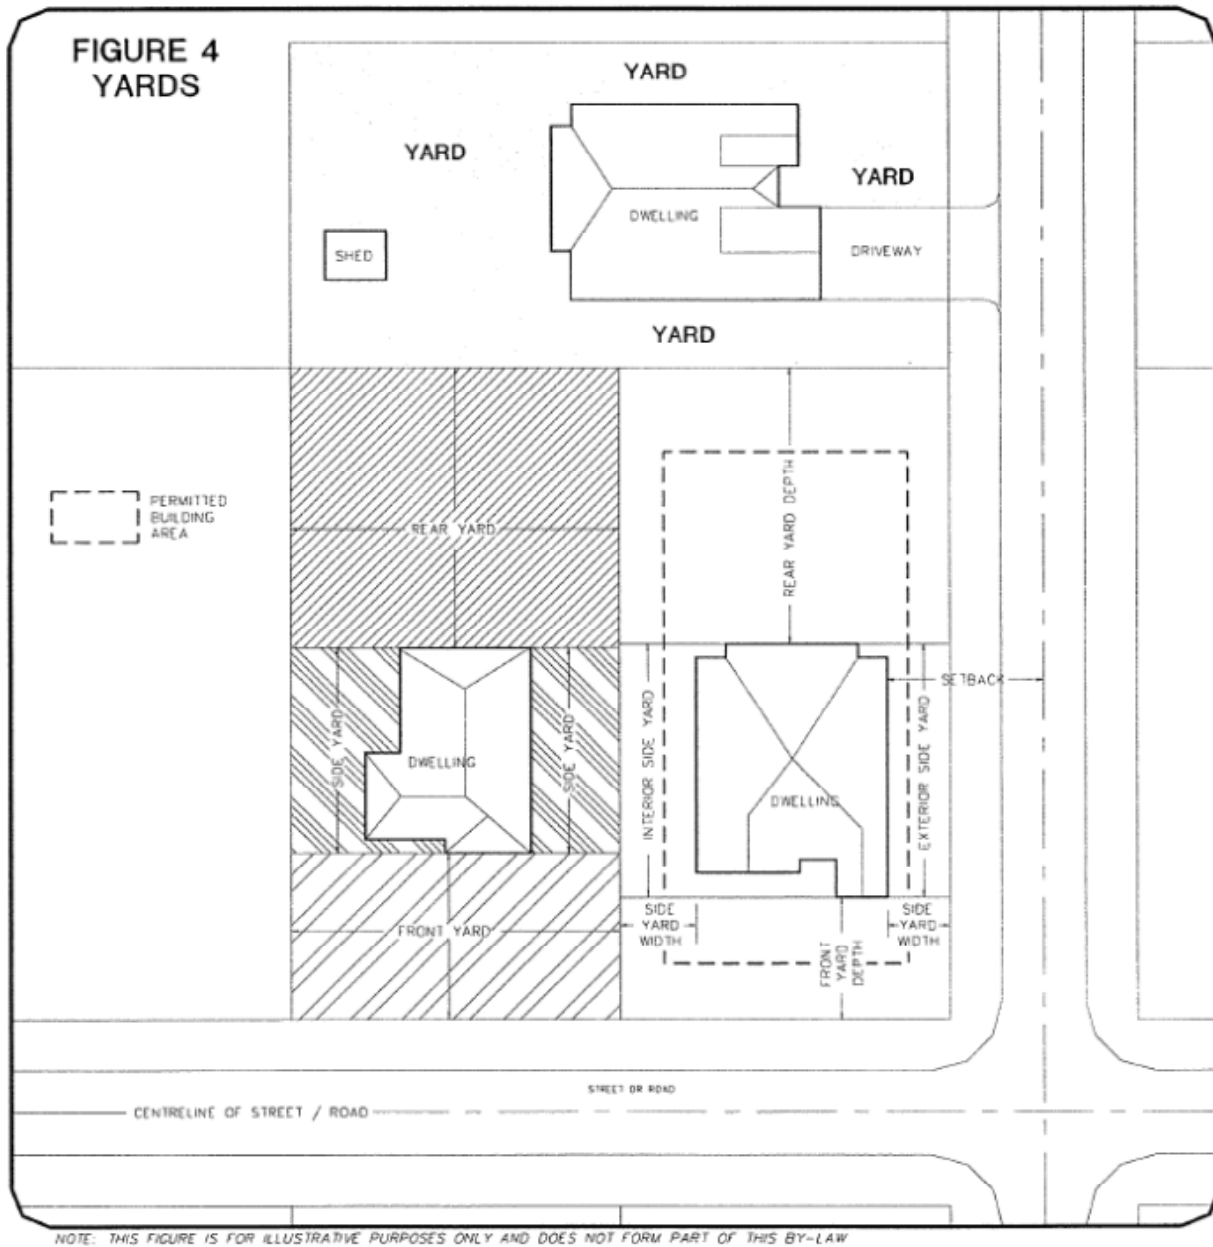 FIGURE 4
YARDS
YARD
YARD
YARD
DWELLING
SHED
DRIVEWAY
YARD
PERMITTED
BUILDING
AREA
REAR YARD
REAR YARD DEPTH
SETBACK
SIDE YARD
DWELLING
SIDE YARD
INTERIOR SIDE YARD
DWELLING
EXTERIOR SIDE YARD
SIDE
YARD
WIDTH
SIDE
YARD
WIDTH
FRONT YARD
FRONT
YARD
DEPTH
STREET OR ROAD
CENTRELINE OF STREET / ROAD
NOTE: THIS FIGURE IS FOR ILLUSTRATIVE PURPOSES ONLY AND DOES NOT FORM PART OF THIS BY-LAW